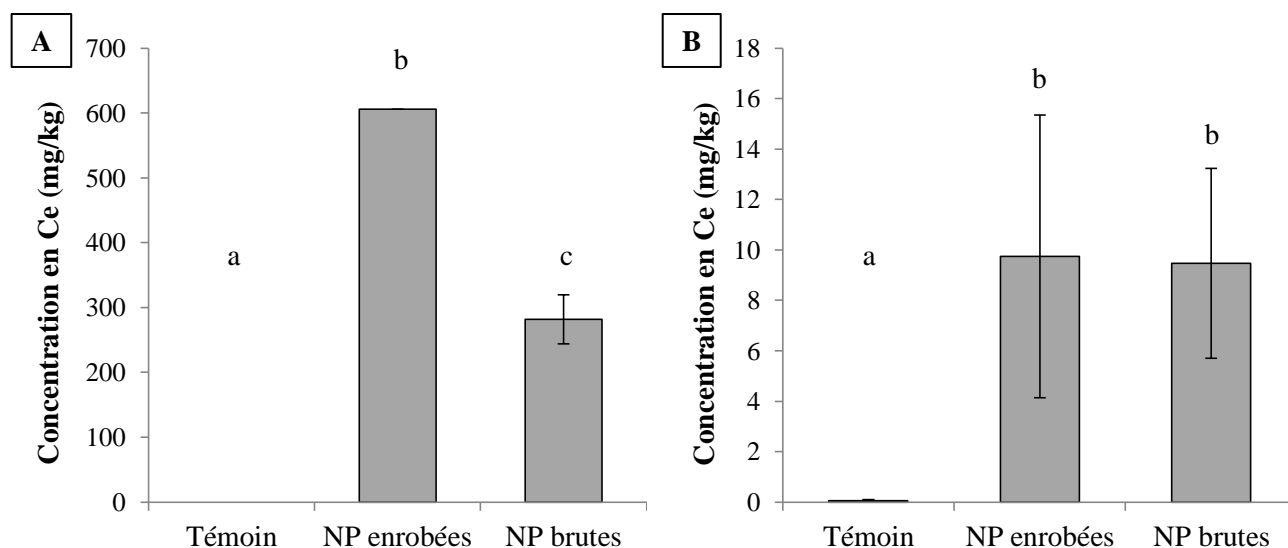 A
Concentration en Ce (mg/kg)
700
600
500
400
300
200
100
0
a
b
c
Témoin
NP enrobées
NP brutes
B
Concentration en Ce (mg/kg)
18
16
14
12
10
8
6
4
2
0
a
b
b
Témoin
NP enrobées
NP brutes